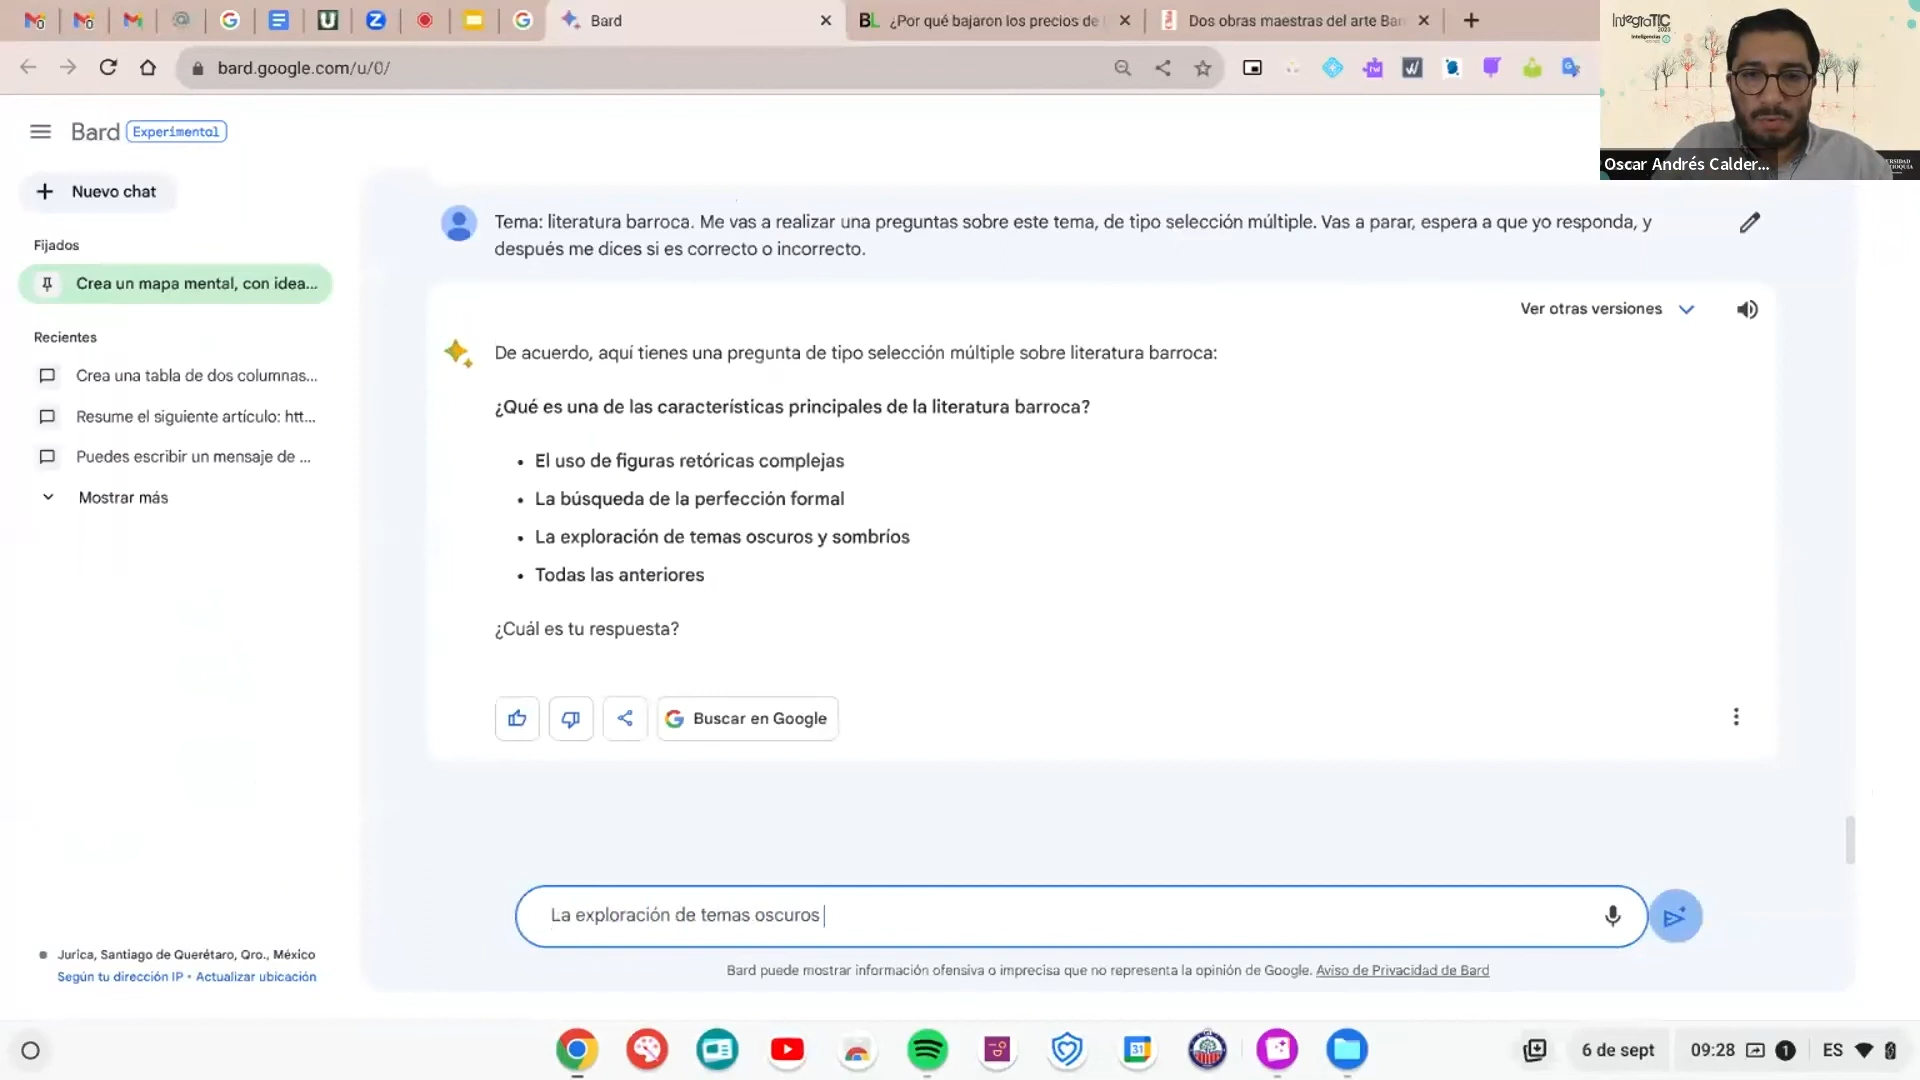 Bard
¿Por qué bajaron los precios de
Dos obras maestras del arte Bar
bard.google.com/u/0/
IntegraTIC
2023
Inteligencias
Oscar Andrés Calder...
Bard Experimental
Nuevo chat
Fijados
Crea un mapa mental, con idea...
Recientes
Crea una tabla de dos columnas...
Resume el siguiente artículo: htt...
Puedes escribir un mensaje de ...
Mostrar más
Jurica, Santiago de Querétaro, Qro., México
Según tu dirección IP • Actualizar ubicación
Tema: literatura barroca. Me vas a realizar una preguntas sobre este tema, de tipo selección múltiple. Vas a parar, espera a que yo responda, y
después me dices si es correcto o incorrecto.
Ver otras versiones
De acuerdo, aquí tienes una pregunta de tipo selección múltiple sobre literatura barroca:
¿Qué es una de las características principales de la literatura barroca?
• El uso de figuras retóricas complejas
• La búsqueda de la perfección formal
• La exploración de temas oscuros y sombríos
• Todas las anteriores
¿Cuál es tu respuesta?
Buscar en Google
La exploración de temas oscuros
Bard puede mostrar información ofensiva o imprecisa que no representa la opinión de Google. Aviso de Privacidad de Bard
31
6 de sept
09:28
1
ES